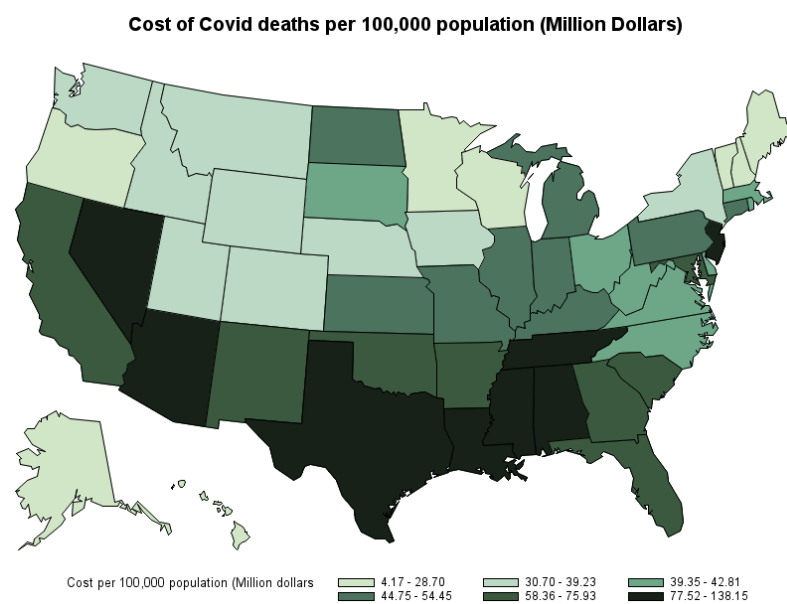 Cost of Covid deaths per 100,000 population (Million Dollars)
Cost per 100,000 population (Million dollars
4.17 - 28.70
30.70 - 39.23
39.35 - 42.81
44.75 - 54.45
58.36 - 75.93
77.52 - 138.15